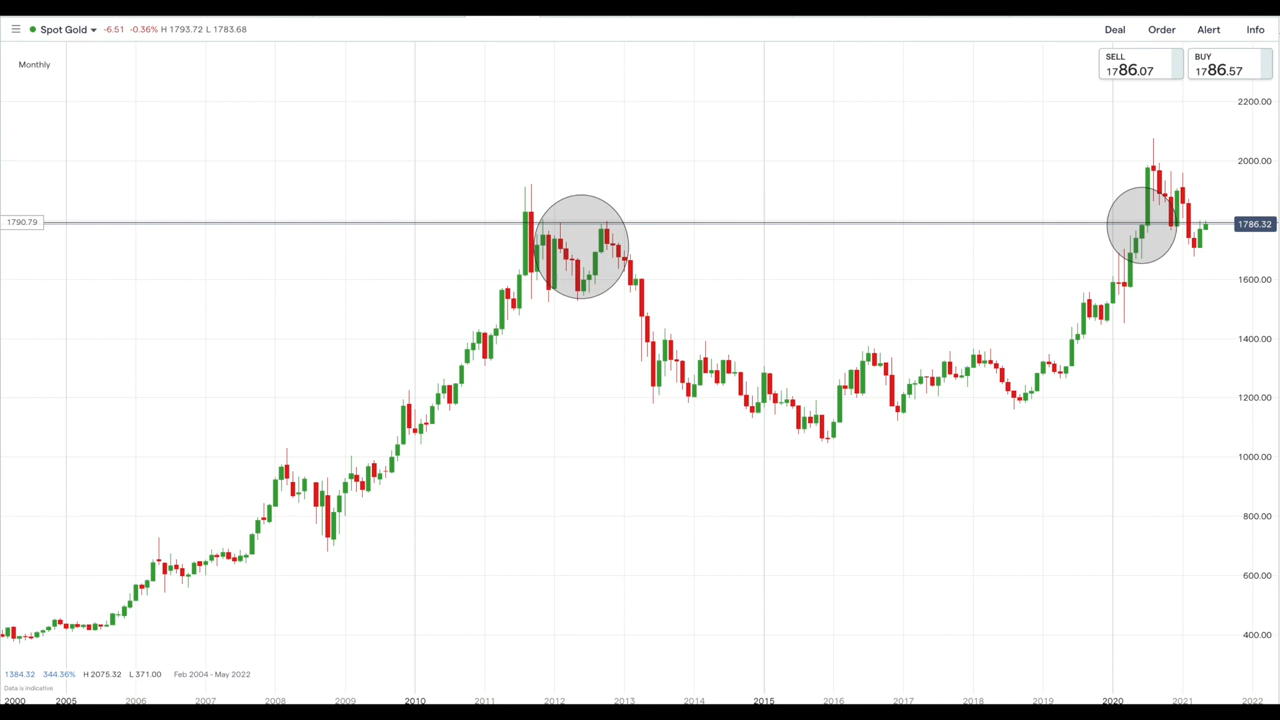 Spot Gold -6.51 -0.36% H 1793.72 L 1783.68 Deal Order Alert Info
Monthly
SELL BUY
1786.07 1786.57
2200.00
2000.00
1790.79 1786.32
1600.00
1400.00
1200.00
1000.00
800.00
600.00
400.00
1384.32 344.36% H 2075.32 L 371.00 Feb 2004 - May 2022
Data is indicative
2000 2005 2006 2007 2008 2009 2010 2011 2012 2013 2014 2015 2016 2017 2018 2019 2020 2021 2022